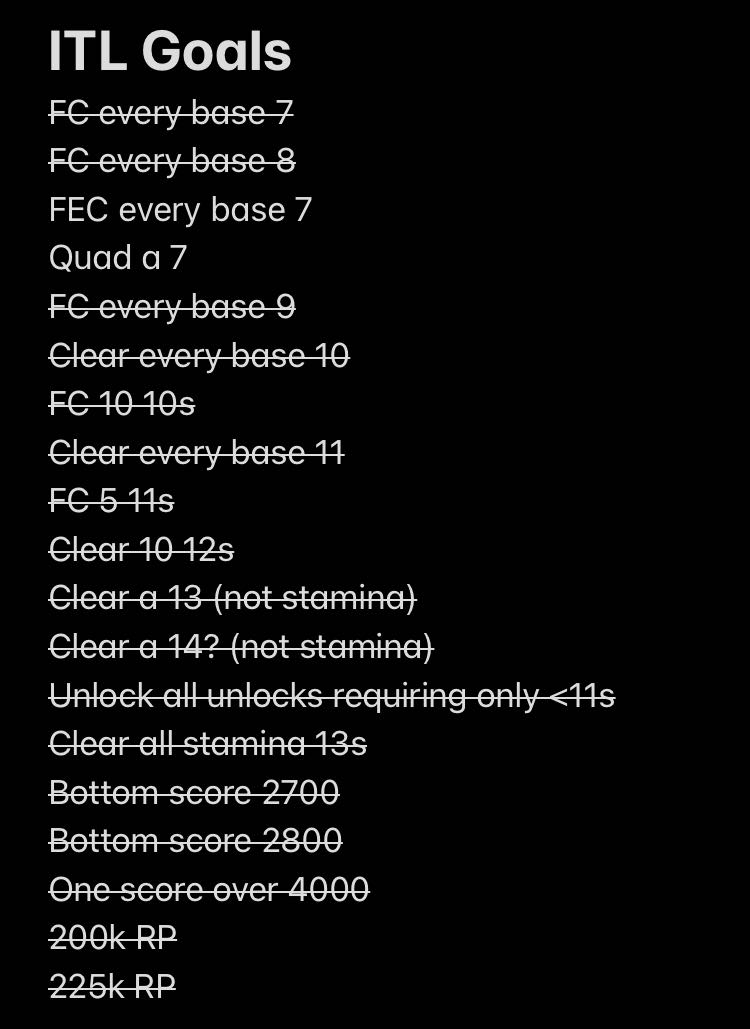 ITL Goals
FC every base 7
FC every base 8
FEC every base 7
Quad a 7
FC every base 9
Clear every base 10
FC 10 10s
Clear every base 11
FC 5 11s
Clear 10 12s
Clear a 13 (not stamina)
Clear a 14? (not stamina)
Unlock all unlocks requiring only <11s
Clear all stamina 13s
Bottom score 2700
Bottom score 2800
One score over 4000
200k RP
225k RP